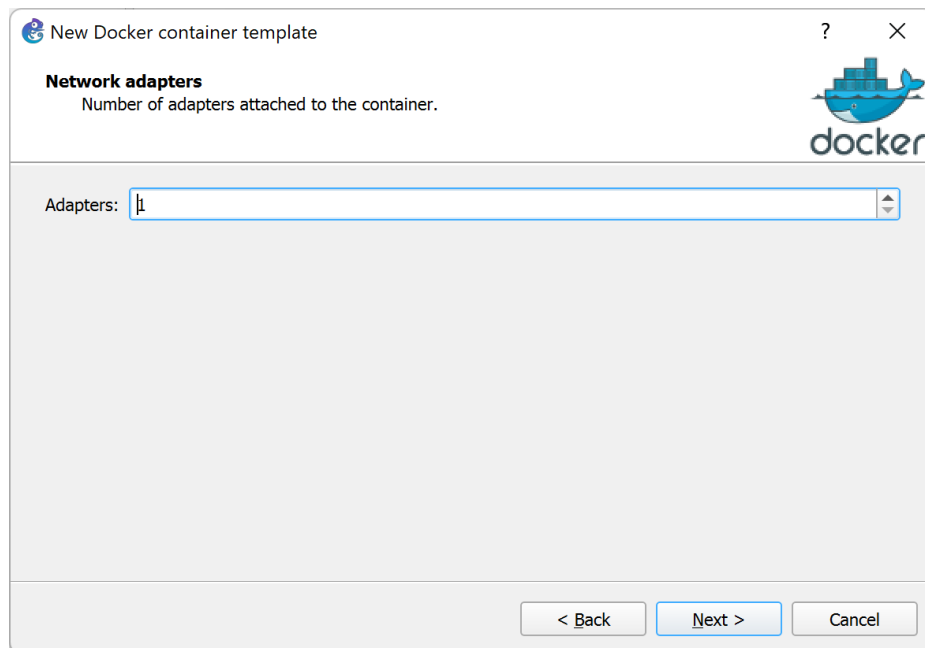 New Docker container template
?
Network adapters
Number of adapters attached to the container.
docker
Adapters: 1
< Back
Next >
Cancel